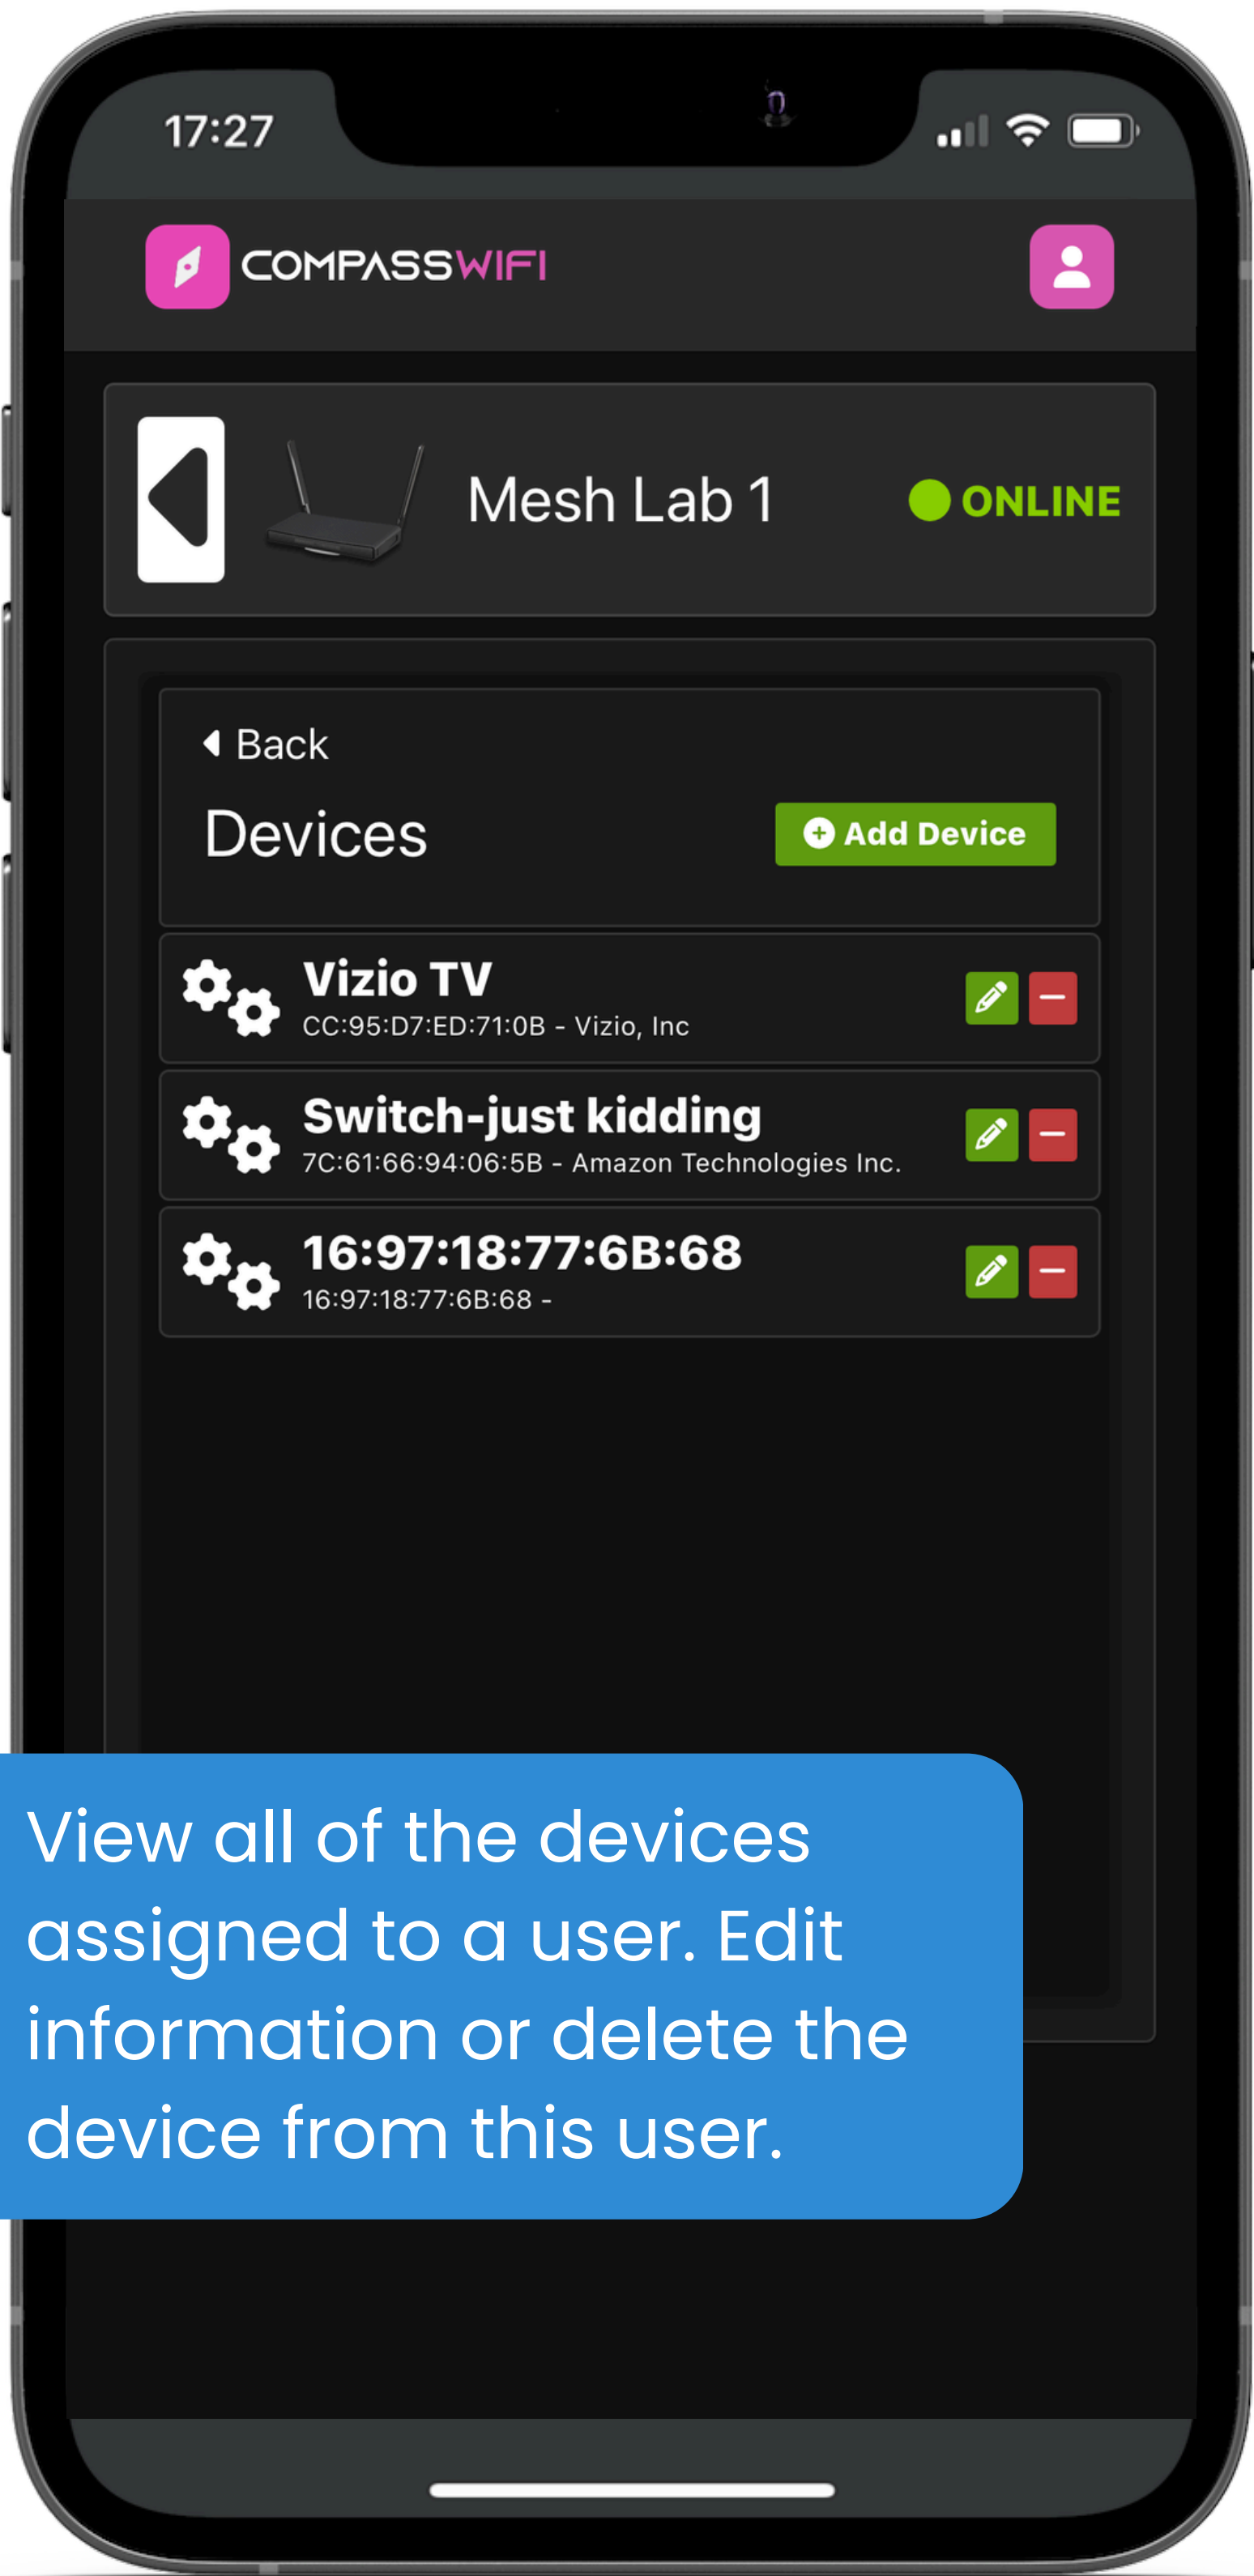 17:27
COMPASSWIFI
Mesh Lab 1
ONLINE
Back
Devices
Add Device
Vizio TV
CC:95:D7:ED:71:0B - Vizio, Inc
Switch-just kidding
7C:61:66:94:06:5B - Amazon Technologies Inc.
16:97:18:77:6B:68
16:97:18:77:6B:68 -
View all of the devices
assigned to a user. Edit
information or delete the
device from this user.